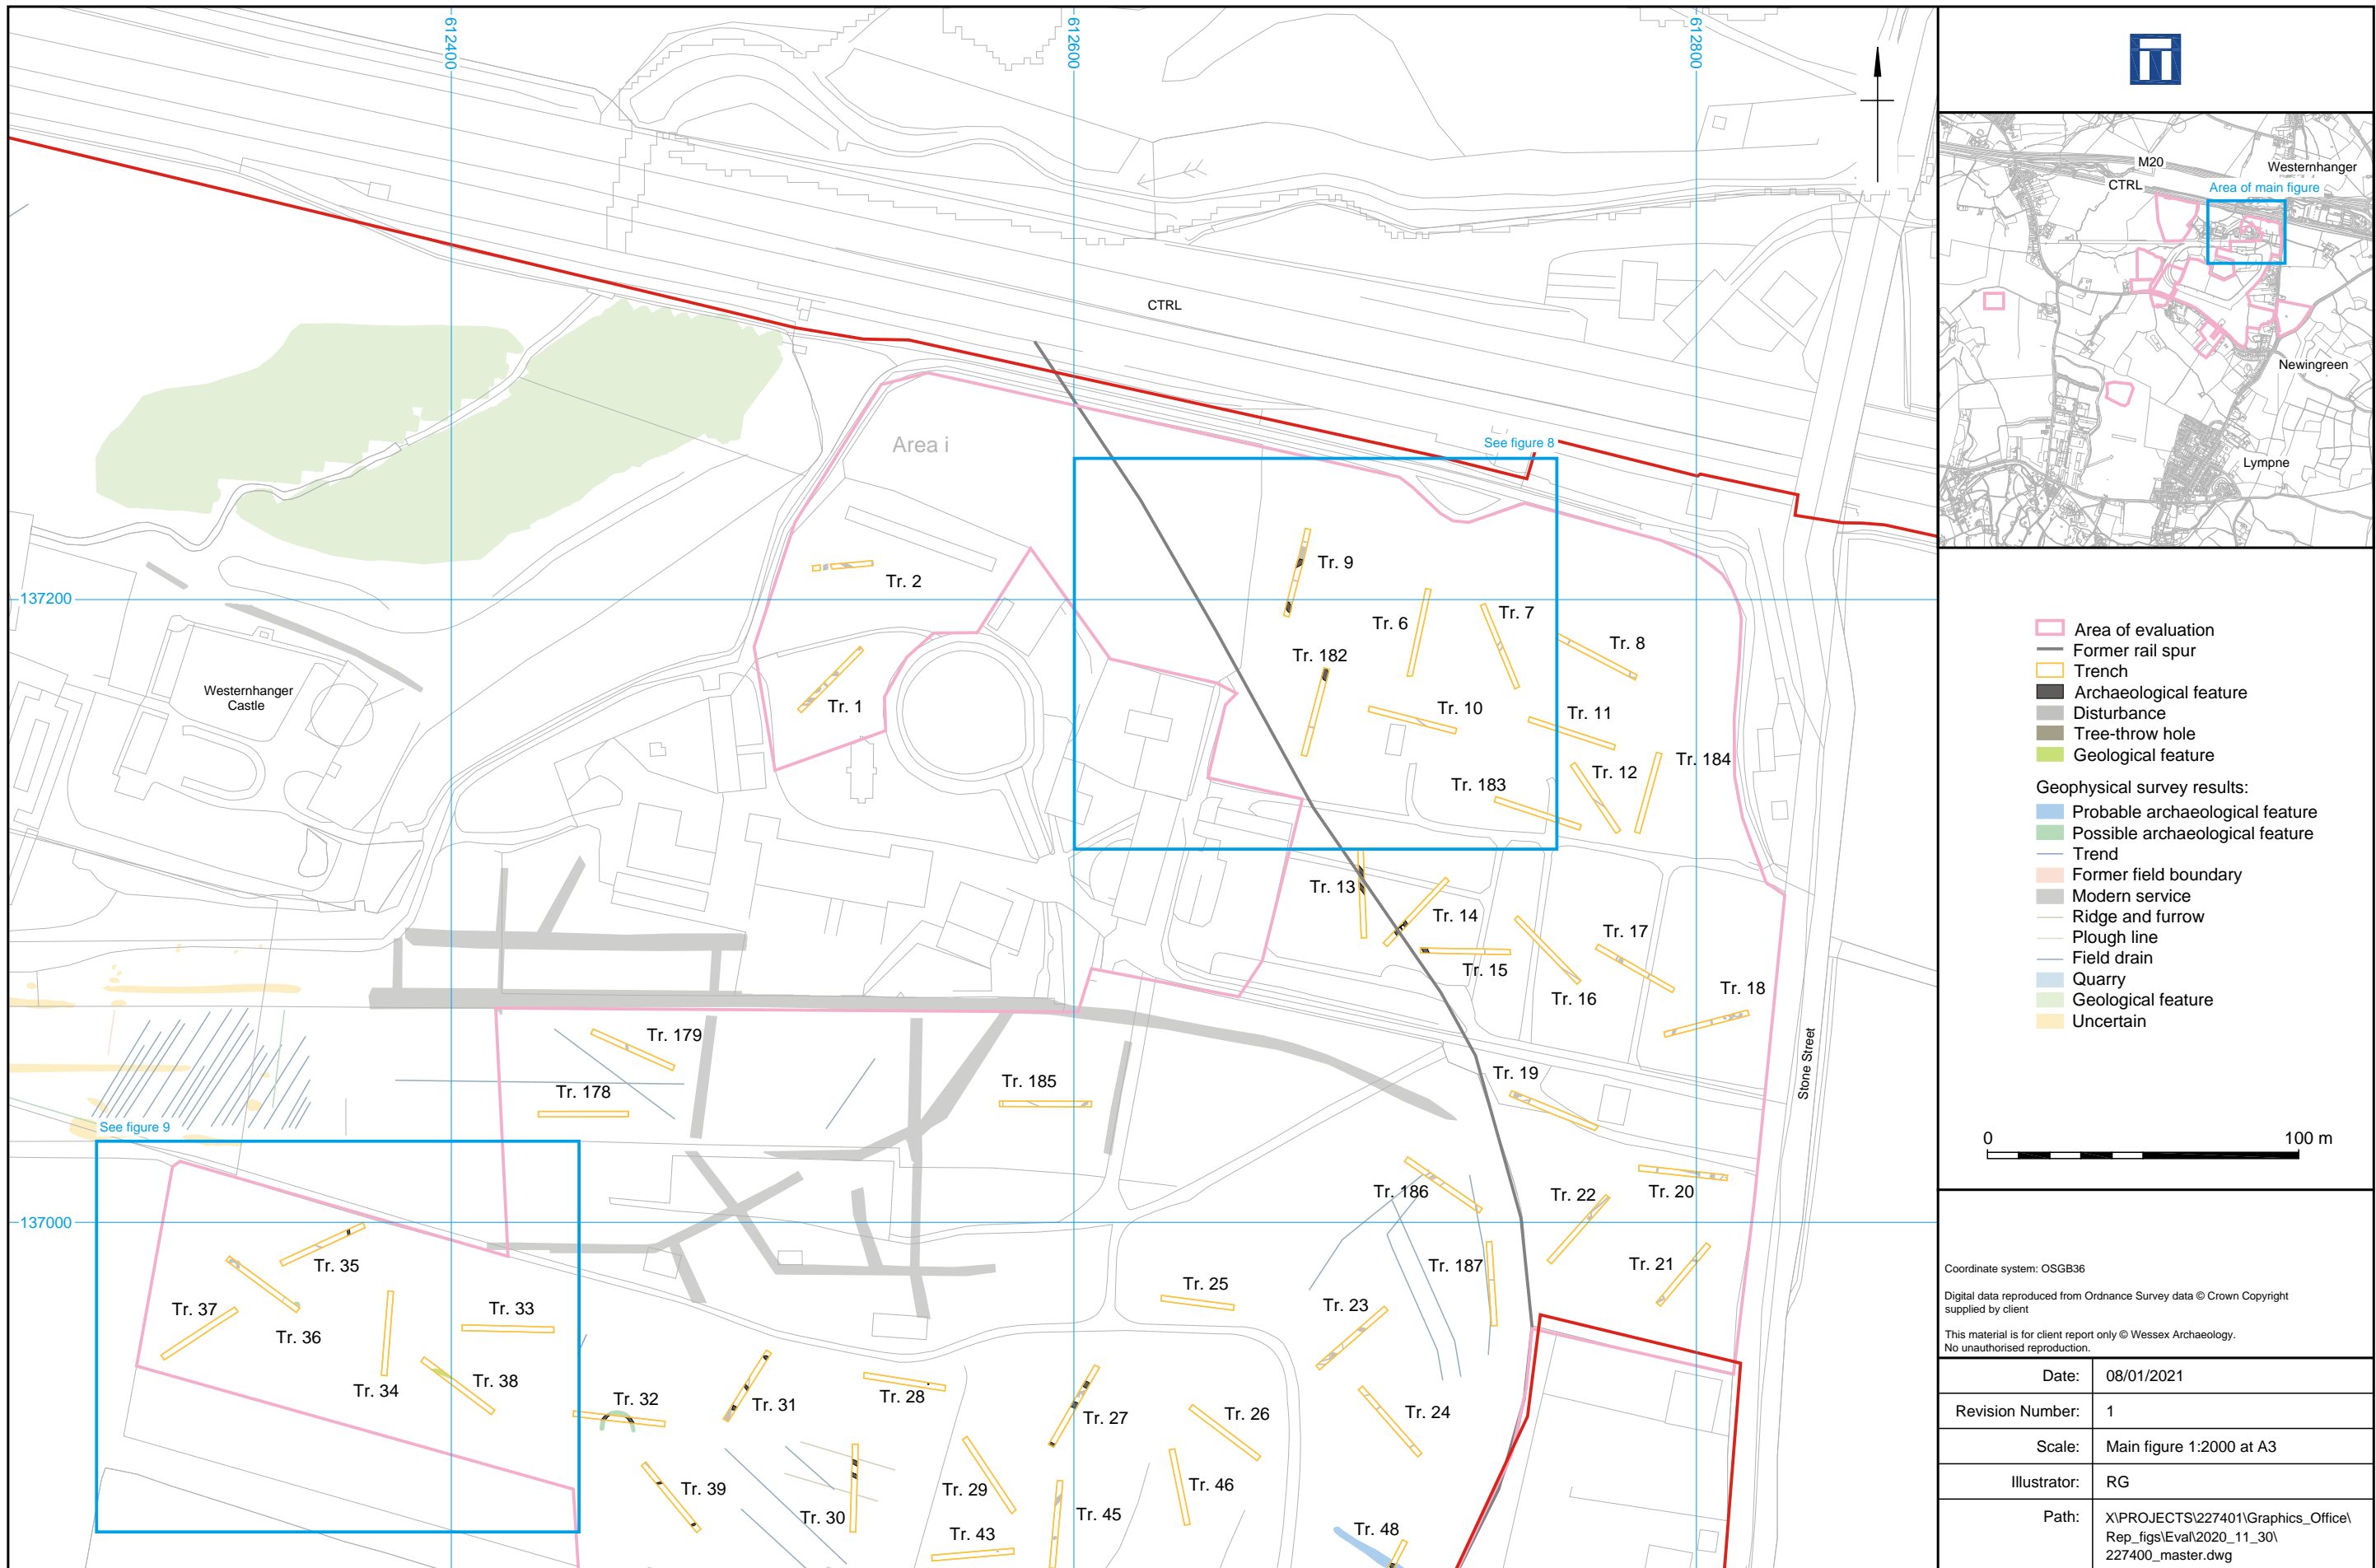 612400
612600
612800
137200
137000
CTRL
See figure 8
Area i
Tr. 2
Tr. 9
Tr. 6
Tr. 7
Tr. 8
Tr. 182
Tr. 1
Tr. 10
Tr. 11
Tr. 184
Tr. 12
Tr. 183
Westernhanger
Castle
Tr. 13
Tr. 14
Tr. 15
Tr. 16
Tr. 17
Tr. 18
Stone Street
Tr. 179
Tr. 178
Tr. 185
Tr. 19
See figure 9
Tr. 186
Tr. 22
Tr. 20
Tr. 187
Tr. 21
Tr. 35
Tr. 37
Tr. 36
Tr. 33
Tr. 34
Tr. 38
Tr. 25
Tr. 23
Tr. 32
Tr. 31
Tr. 28
Tr. 27
Tr. 26
Tr. 24
Tr. 39
Tr. 30
Tr. 29
Tr. 43
Tr. 45
Tr. 46
Tr. 48
M20
Westernhanger
CTRL
Area of main figure
Newingreen
Lympne
Area of evaluation
Former rail spur
Trench
Archaeological feature
Disturbance
Tree-throw hole
Geological feature
Geophysical survey results:
Probable archaeological feature
Possible archaeological feature
Trend
Former field boundary
Modern service
Ridge and furrow
Plough line
Field drain
Quarry
Geological feature
Uncertain
0 100 m
Coordinate system: OSGB36
Digital data reproduced from Ordnance Survey data © Crown Copyright
supplied by client
This material is for client report only © Wessex Archaeology.
No unauthorised reproduction.
Date: 08/01/2021
Revision Number: 1
Scale: Main figure 1:2000 at A3
Illustrator: RG
Path: X\PROJECTS\227401\Graphics_Office\
Rep_figs\Eval\2020_11_30\
227400_master.dwg